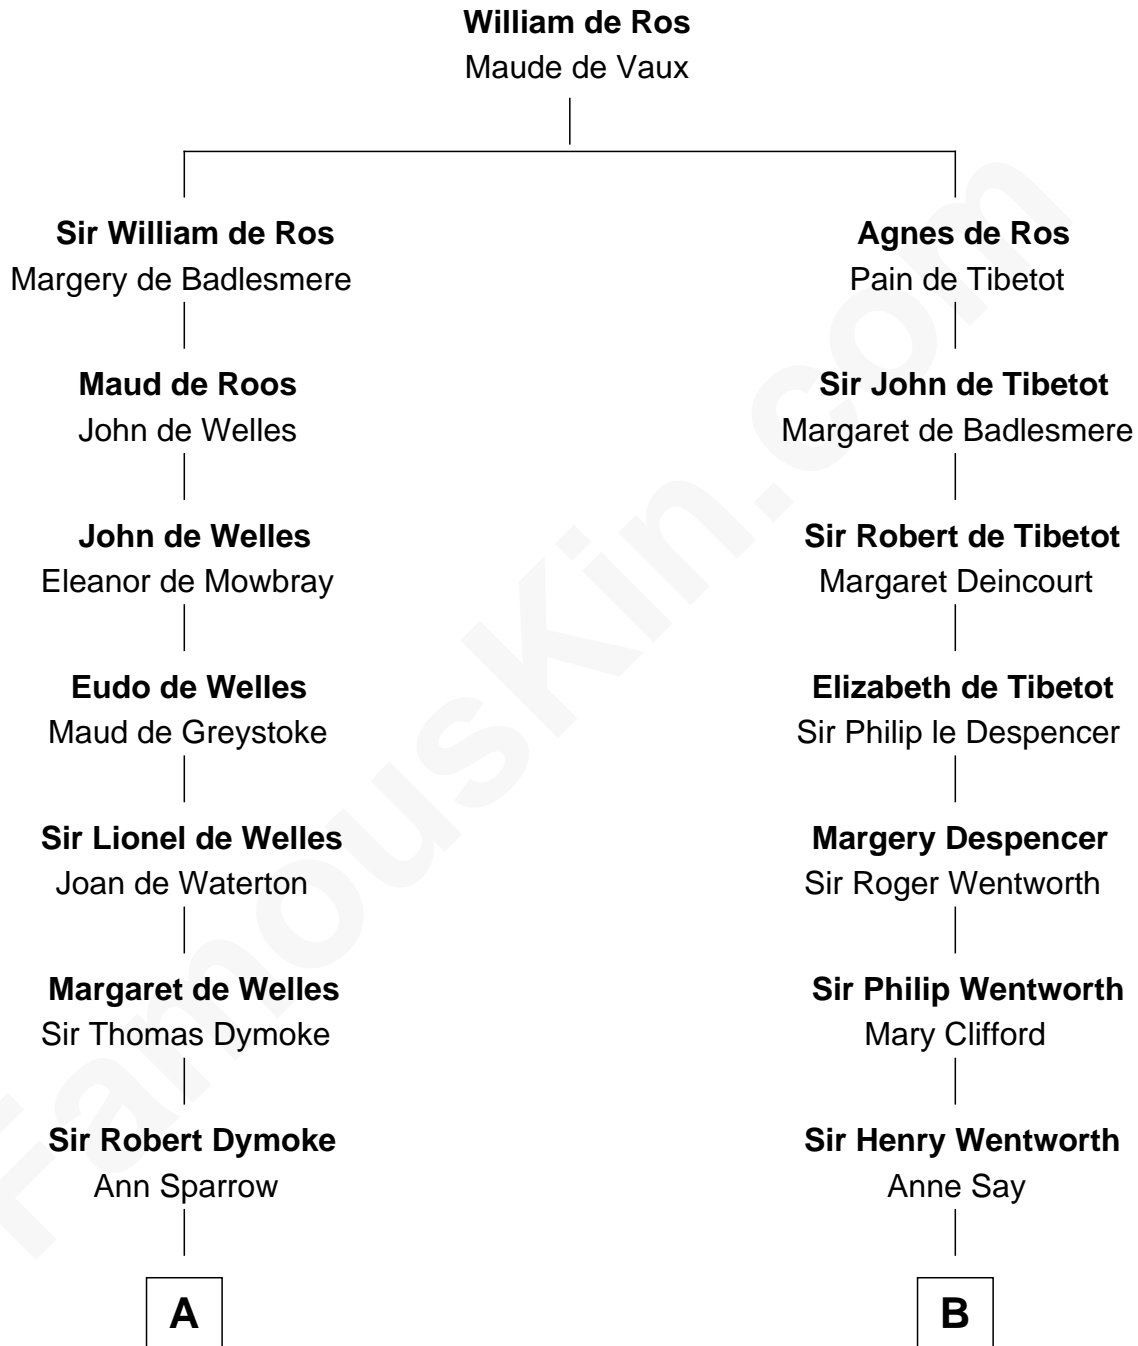 William de Ros
Maude de Vaux
Sir William de Ros
Margery de Badlesmere
Agnes de Ros
Pain de Tibetot
Maud de Roos
John de Welles
Sir John de Tibetot
Margaret de Badlesmere
John de Welles
Eleanor de Mowbray
Sir Robert de Tibetot
Margaret Deincourt
Eudo de Welles
Maud de Greystoke
Elizabeth de Tibetot
Sir Philip le Despencer
Sir Lionel de Welles
Joan de Waterton
Margery Despencer
Sir Roger Wentworth
Margaret de Welles
Sir Thomas Dymoke
Sir Philip Wentworth
Mary Clifford
Sir Robert Dymoke
Ann Sparrow
Sir Henry Wentworth
Anne Say
A
B
FamousKin.com